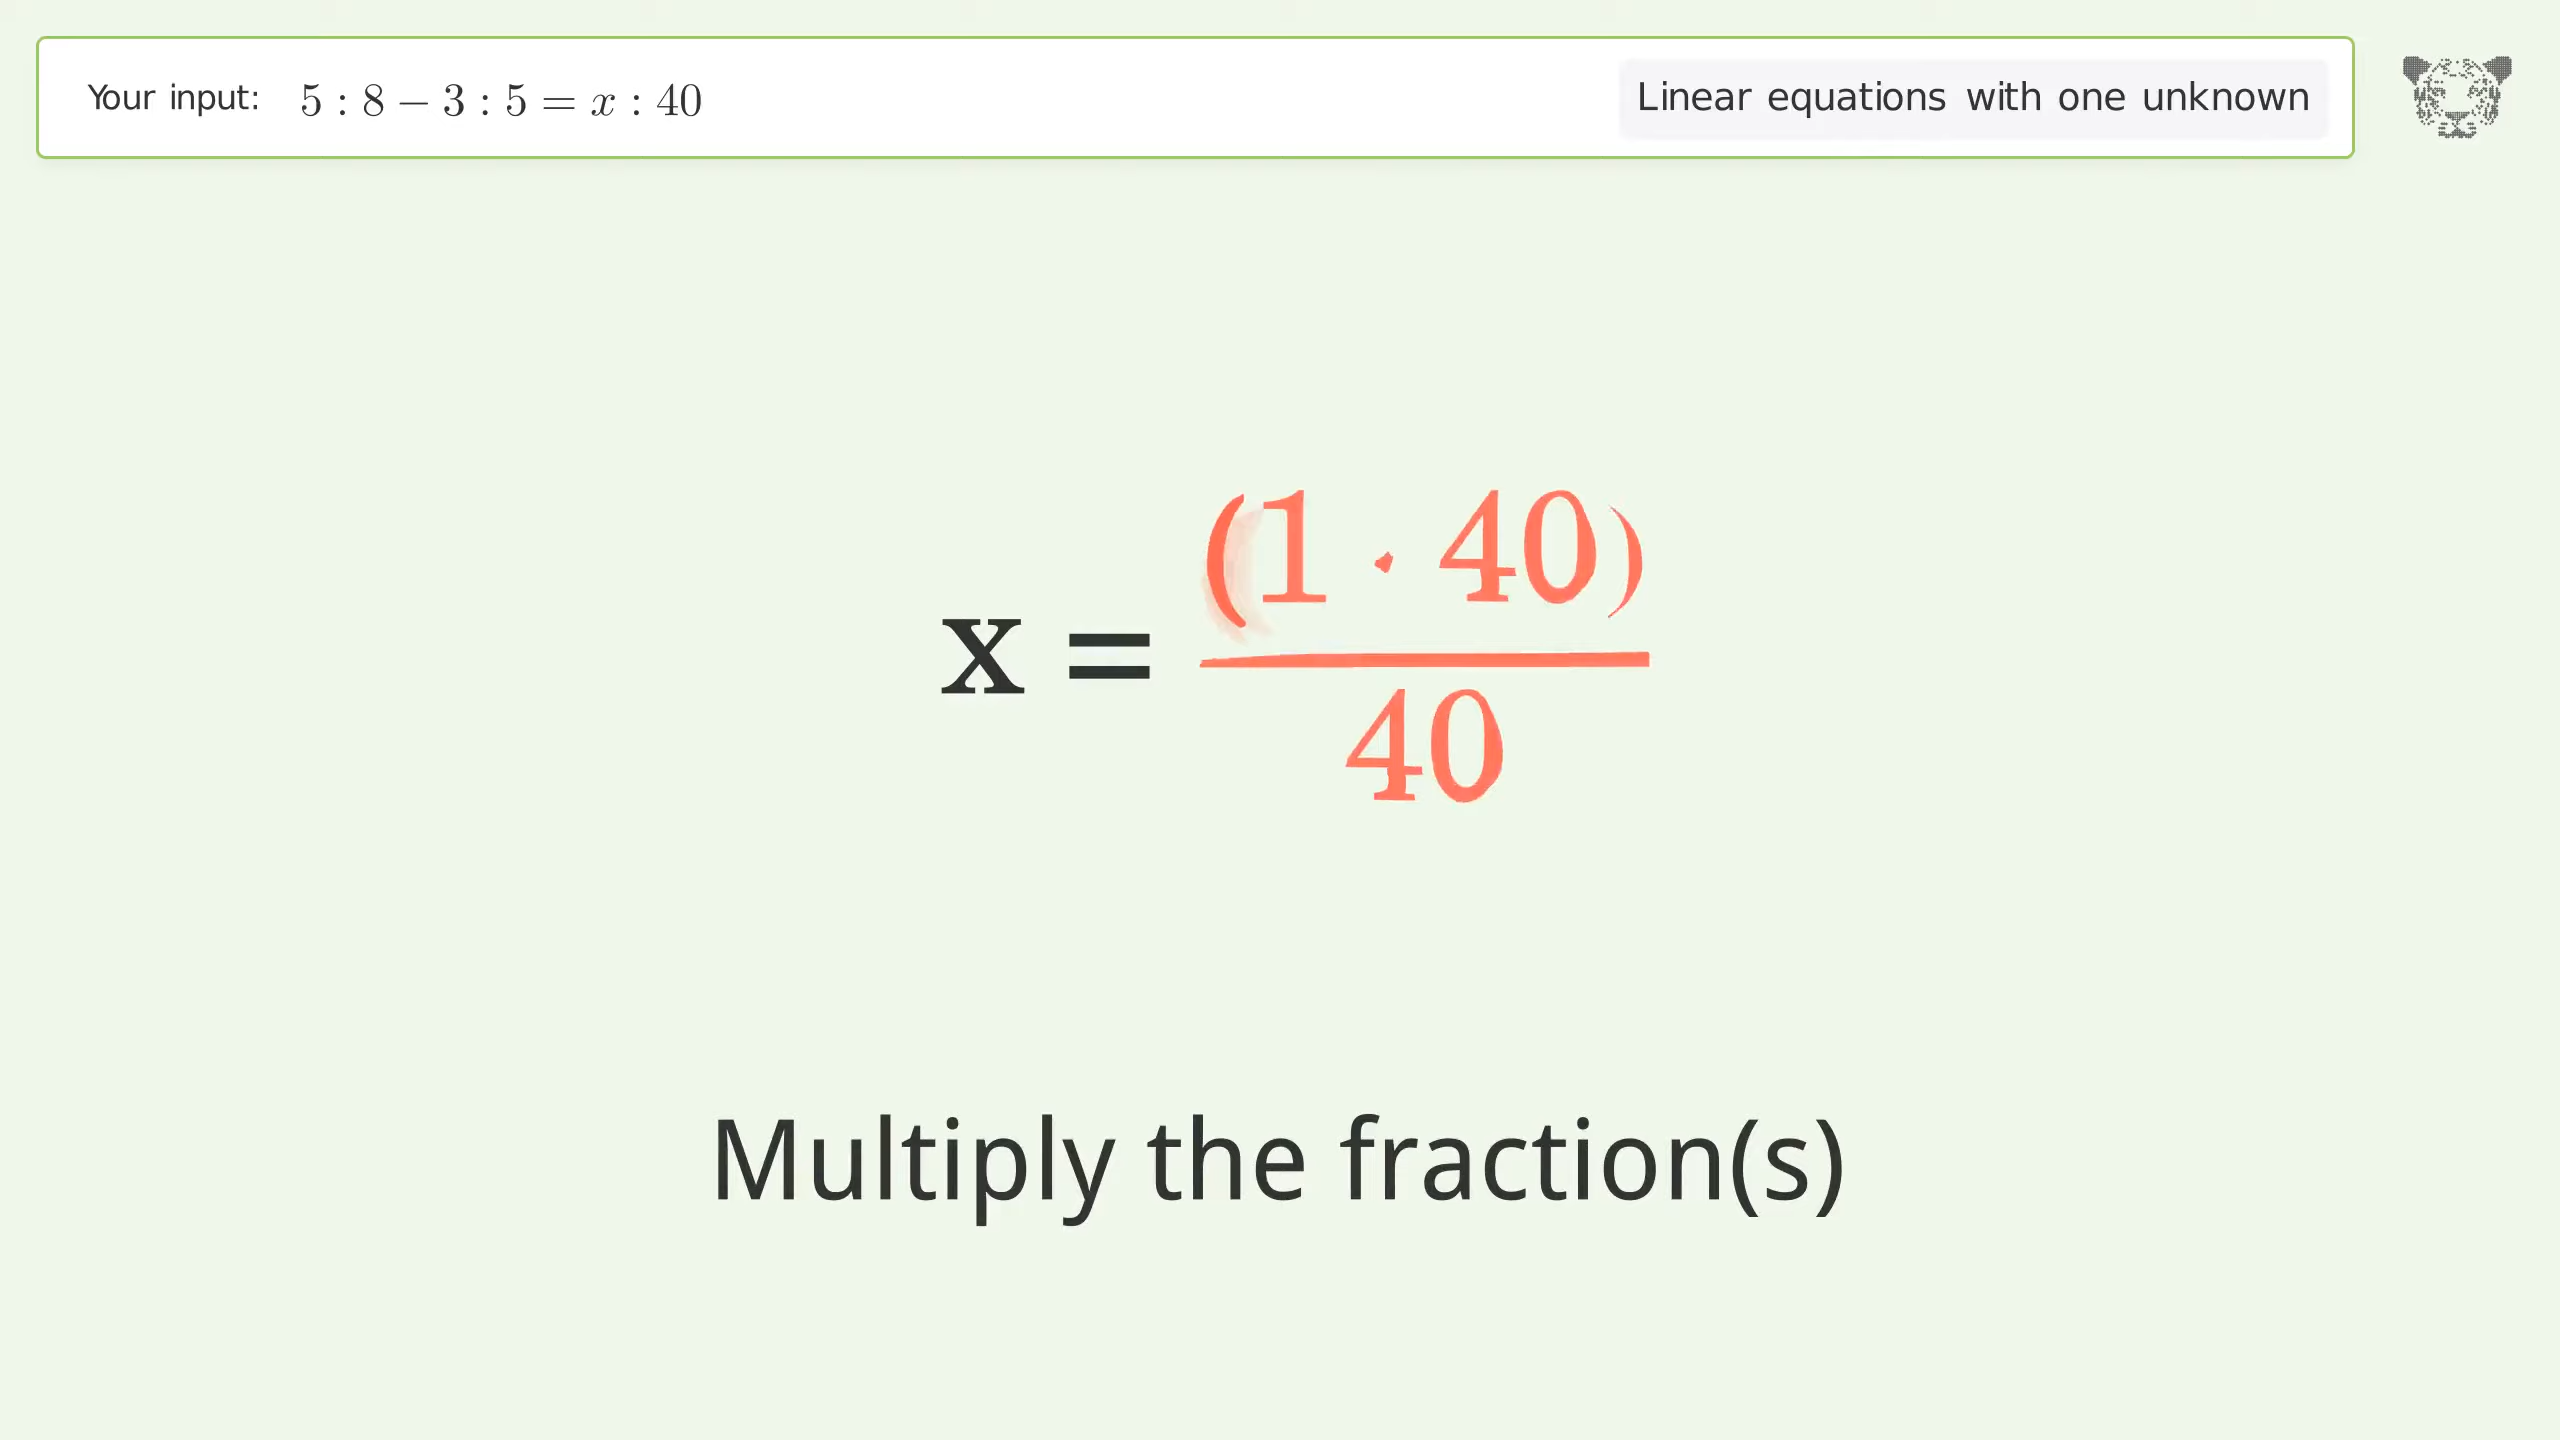 Your input: 5 : 8 − 3 : 5 = x : 40
Linear equations with one unknown
x = (1 · 40) / 40
Multiply the fraction(s)